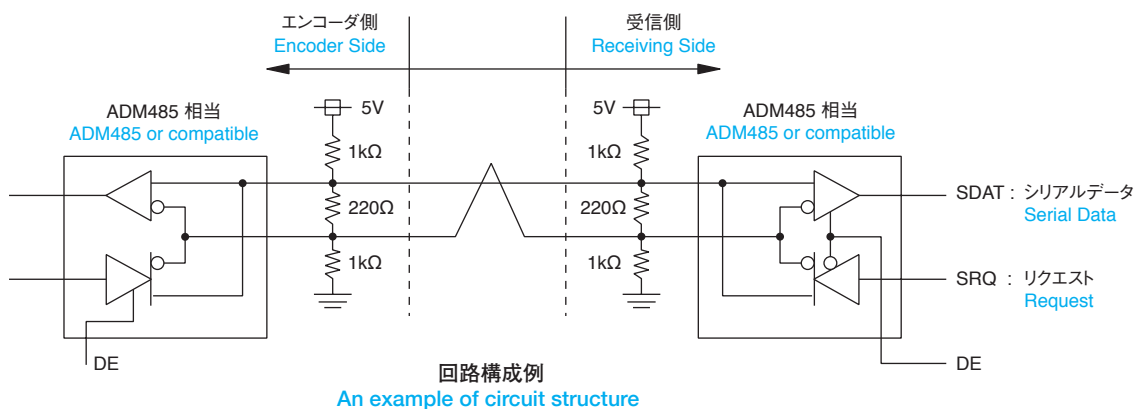 エンコーダ側
Encoder Side
受信側
Receiving Side
ADM485 相当
ADM485 or compatible
5V
5V
ADM485 相当
ADM485 or compatible
1kΩ
1kΩ
220Ω
220Ω
SDAT : シリアルデータ
Serial Data
1kΩ
1kΩ
SRQ : リクエスト
Request
DE
DE
回路構成例
An example of circuit structure